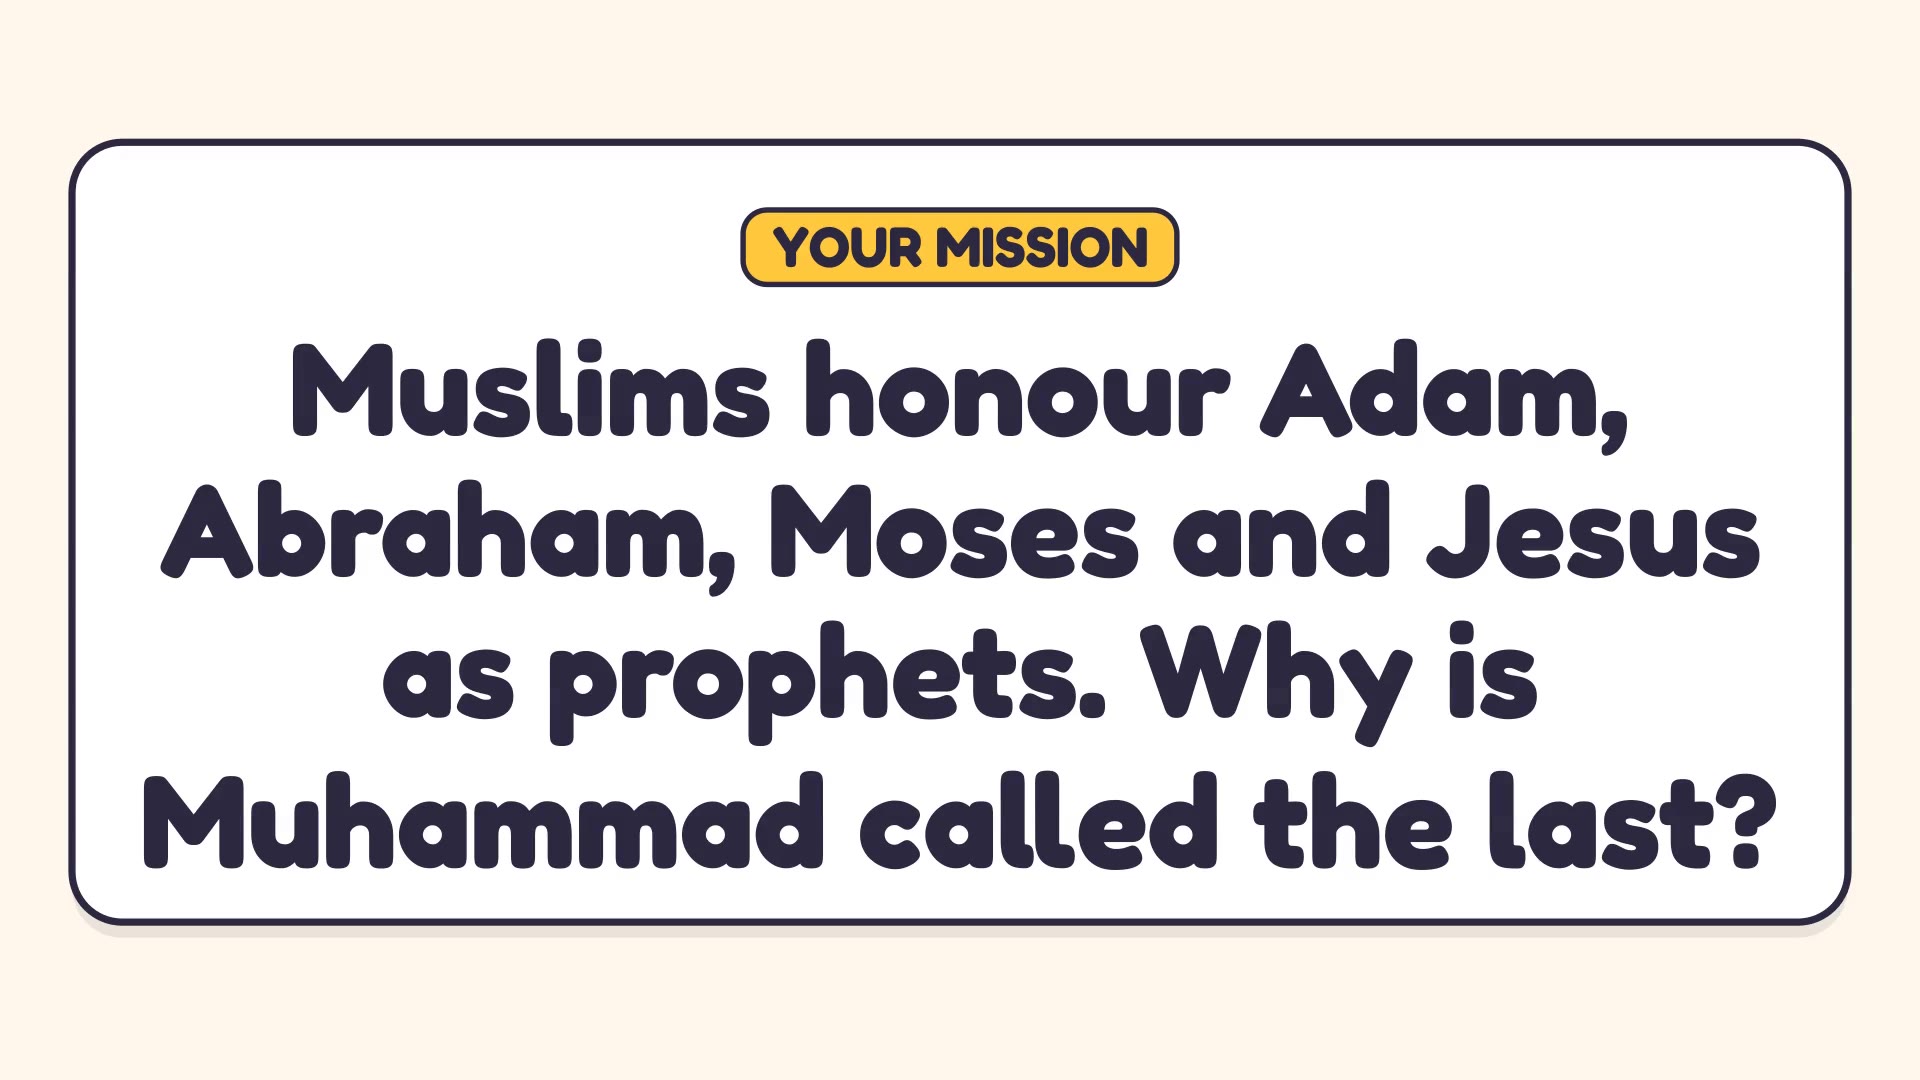 YOUR MISSION
Muslims honour Adam,
Abraham, Moses and Jesus
as prophets. Why is
Muhammad called the last?